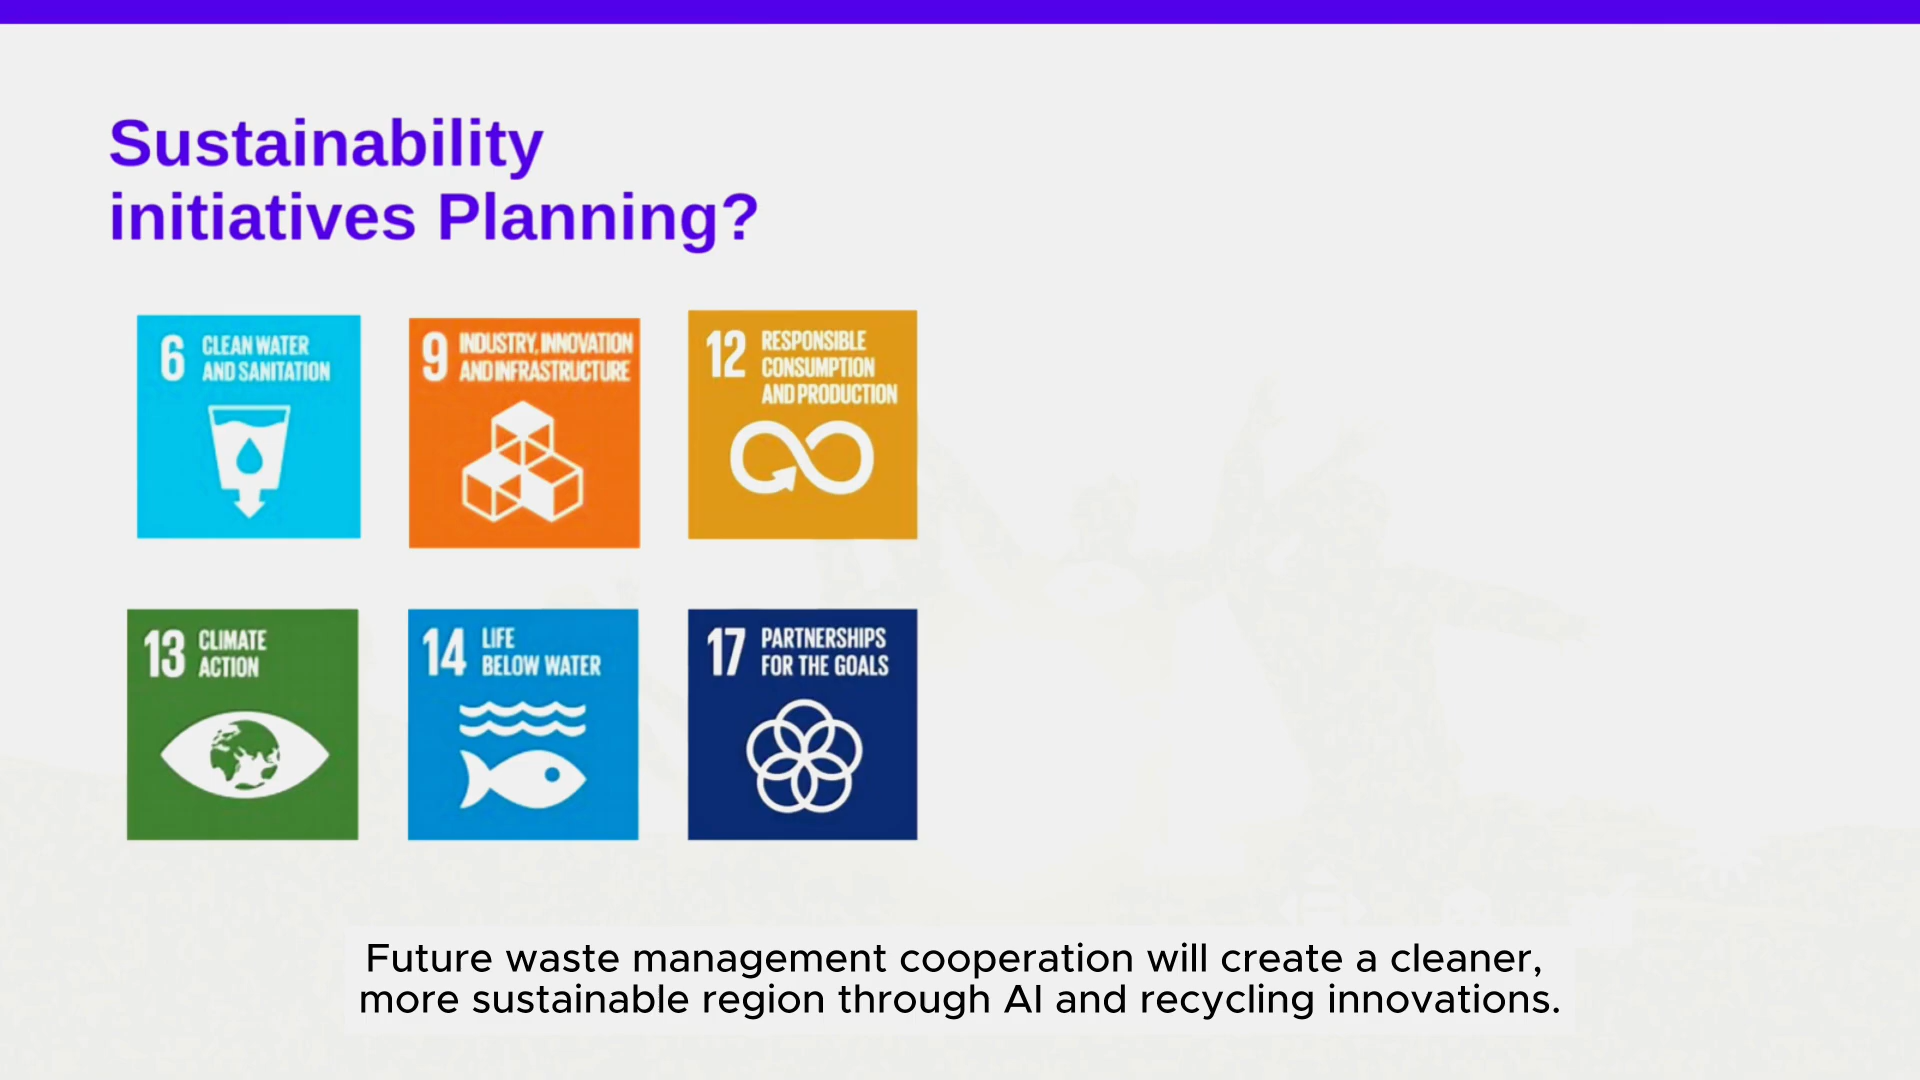 Sustainability
initiatives Planning?
6 CLEAN WATER
AND SANITATION
9 INDUSTRY, INNOVATION
AND INFRASTRUCTURE
12 RESPONSIBLE
CONSUMPTION
AND PRODUCTION
13 CLIMATE
ACTION
14 LIFE
BELOW WATER
17 PARTNERSHIPS
FOR THE GOALS
Future waste management cooperation will create a cleaner,
more sustainable region through AI and recycling innovations.